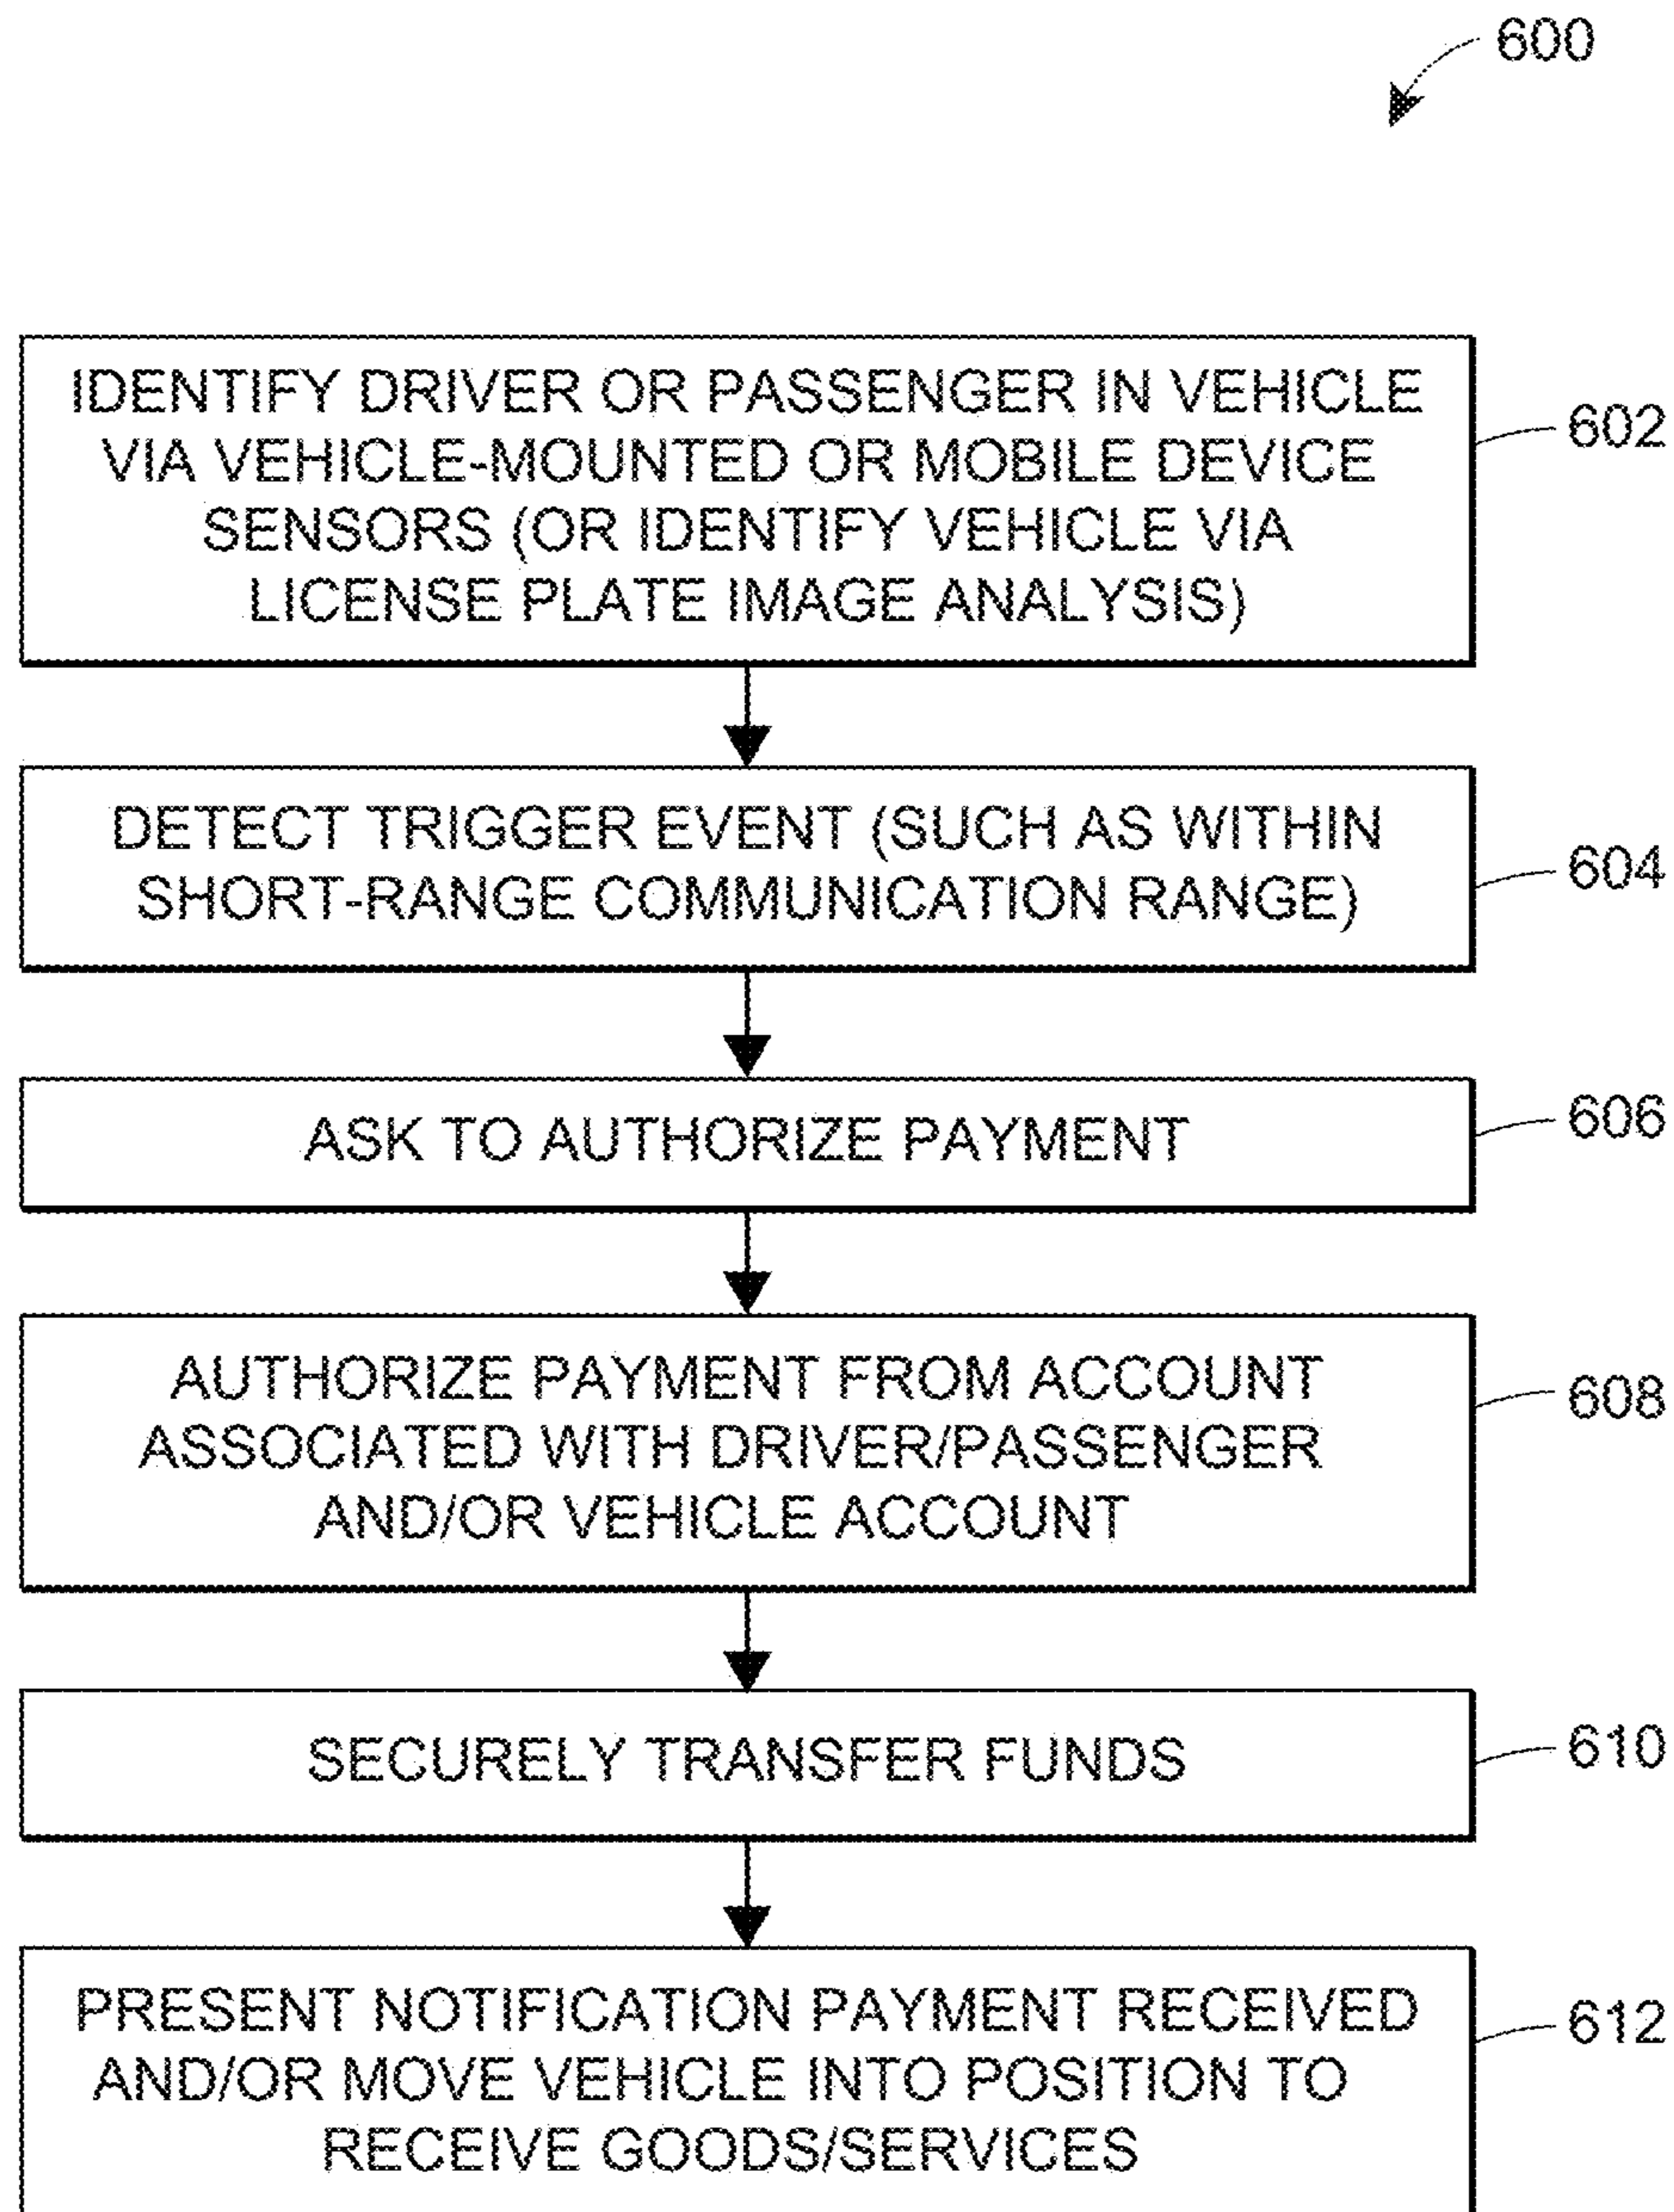 600
IDENTIFY DRIVER OR PASSENGER IN VEHICLE
VIA VEHICLE-MOUNTED OR MOBILE DEVICE
SENSORS (OR IDENTIFY VEHICLE VIA
LICENSE PLATE IMAGE ANALYSIS)
602
DETECT TRIGGER EVENT (SUCH AS WITHIN
SHORT-RANGE COMMUNICATION RANGE)
604
ASK TO AUTHORIZE PAYMENT
606
AUTHORIZE PAYMENT FROM ACCOUNT
ASSOCIATED WITH DRIVER/PASSENGER
AND/OR VEHICLE ACCOUNT
608
SECURELY TRANSFER FUNDS
610
PRESENT NOTIFICATION PAYMENT RECEIVED
AND/OR MOVE VEHICLE INTO POSITION TO
RECEIVE GOODS/SERVICES
612